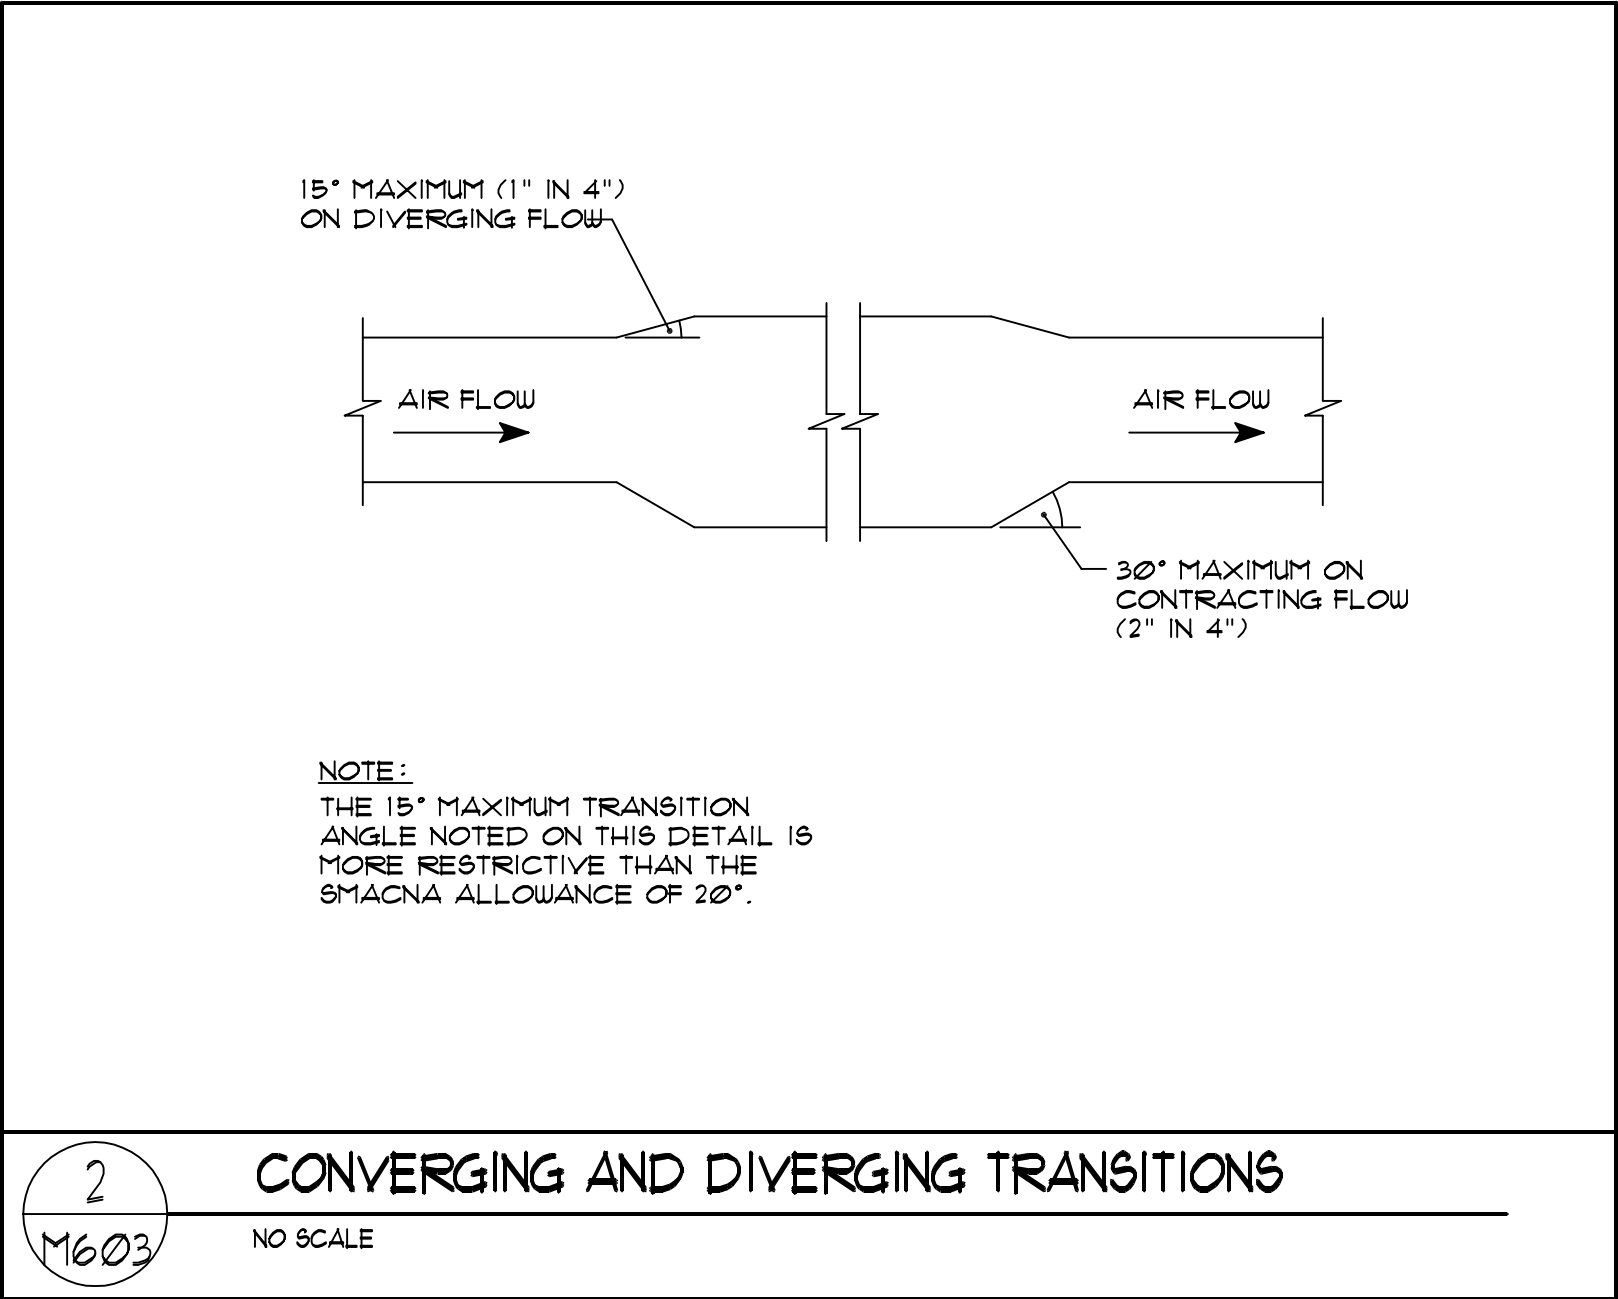 15° MAXIMUM (1" IN 4")
ON DIVERGING FLOW
AIR FLOW
AIR FLOW
30° MAXIMUM ON
CONTRACTING FLOW
(2" IN 4")
NOTE:
THE 15° MAXIMUM TRANSITION
ANGLE NOTED ON THIS DETAIL IS
MORE RESTRICTIVE THAN THE
SMACNA ALLOWANCE OF 20°.
2
M603
CONVERGING AND DIVERGING TRANSITIONS
NO SCALE